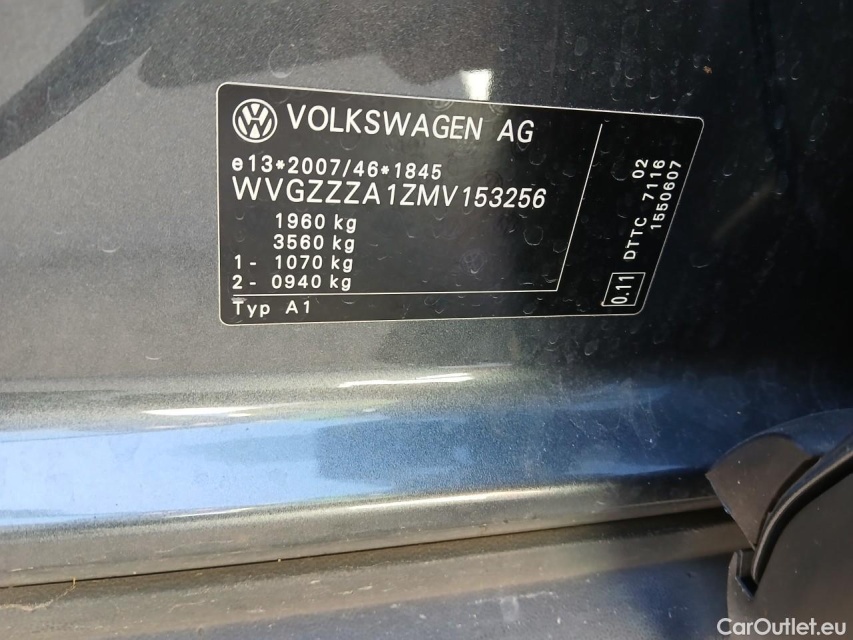 VOLKSWAGEN AG
e13*2007/46*1845
WVGZZZA1ZMV153256
1960 kg
3560 kg
1- 1070 kg
2- 0940 kg
Typ A1
0.11
DTTC 7116 02
1550607
CarOutlet.eu